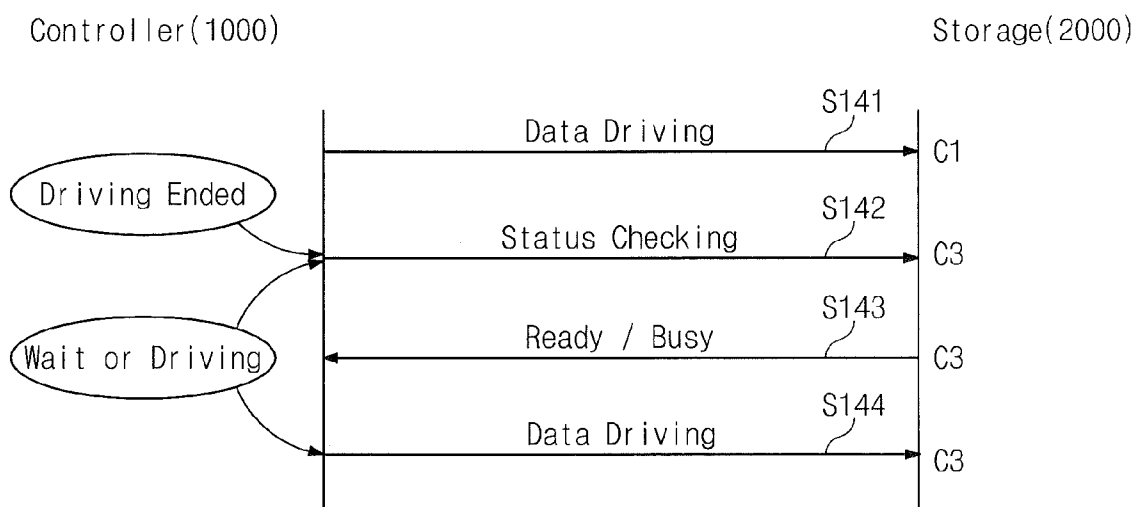 Controller(1000)
Storage(2000)
S141
Data Driving
C1
Driving Ended
S142
Status Checking
C3
S143
Ready / Busy
C3
Wait or Driving
S144
Data Driving
C3